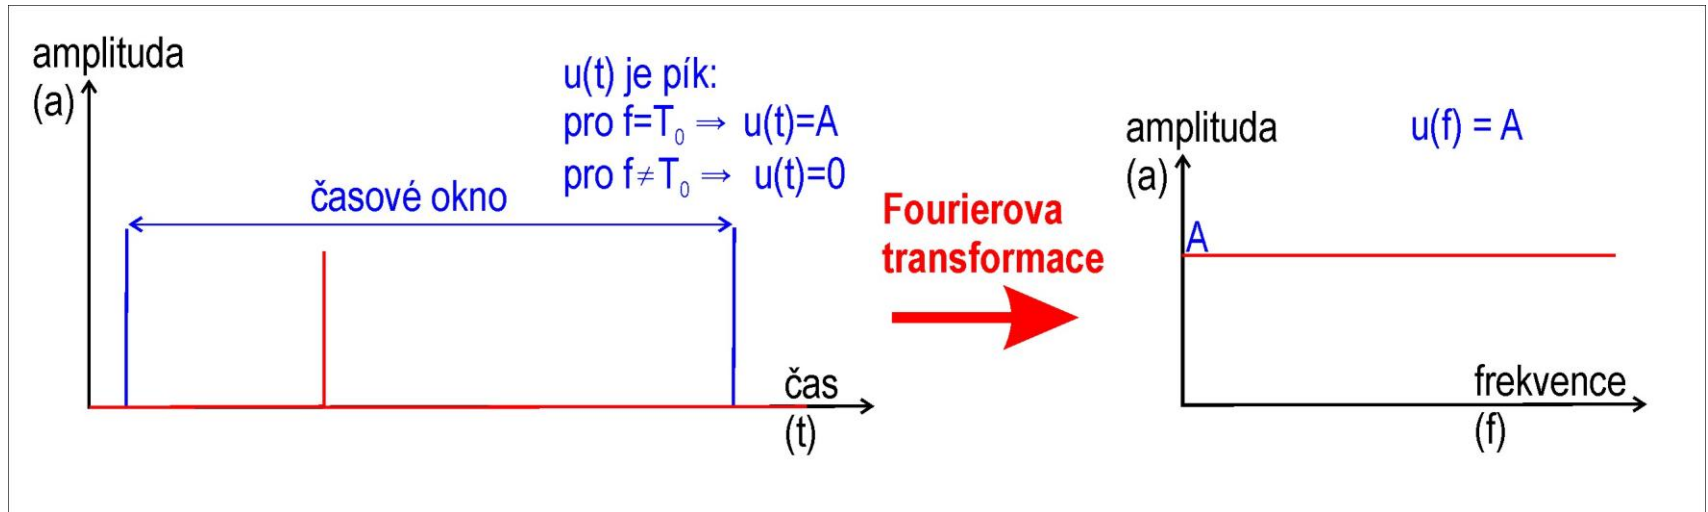 amplituda
(a)
u(t) je pík:
pro f=T₀ ⇒ u(t)=A
pro f≠T₀ ⇒ u(t)=0
časové okno
čas
(t)
Fourierova
transformace
amplituda
(a)
u(f) = A
A
frekvence
(f)